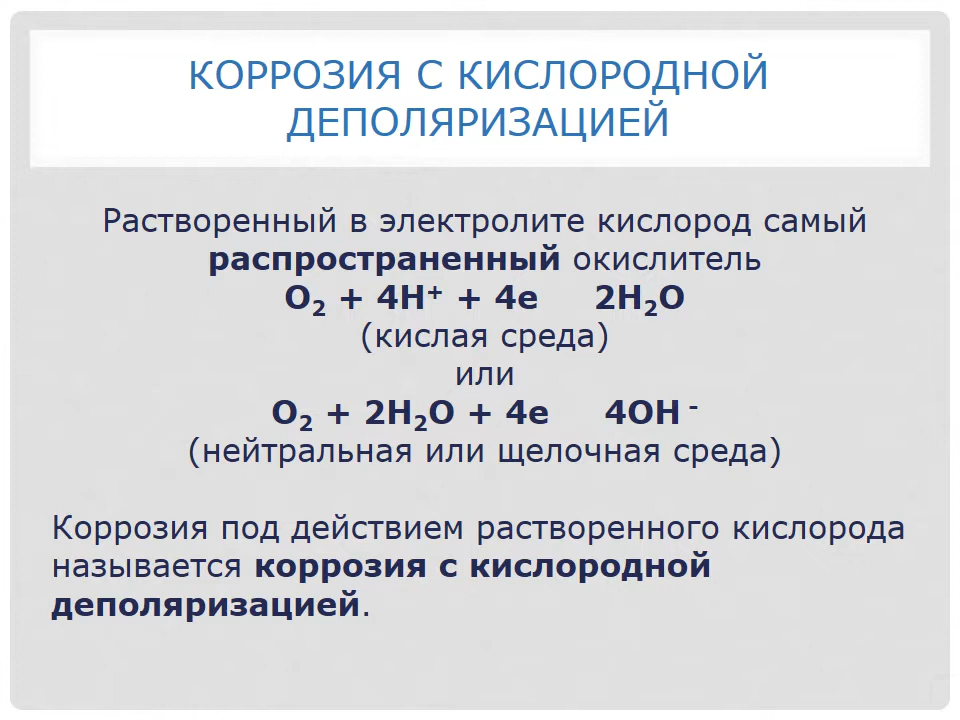 КОРРОЗИЯ С КИСЛОРОДНОЙ
ДЕПОЛЯРИЗАЦИЕЙ
Растворенный в электролите кислород самый
распространенный окислитель
O₂ + 4H⁺ + 4e 2H₂O
(кислая среда)
или
O₂ + 2H₂O + 4e 4OH ⁻
(нейтральная или щелочная среда)
Коррозия под действием растворенного кислорода
называется коррозия с кислородной
деполяризацией.